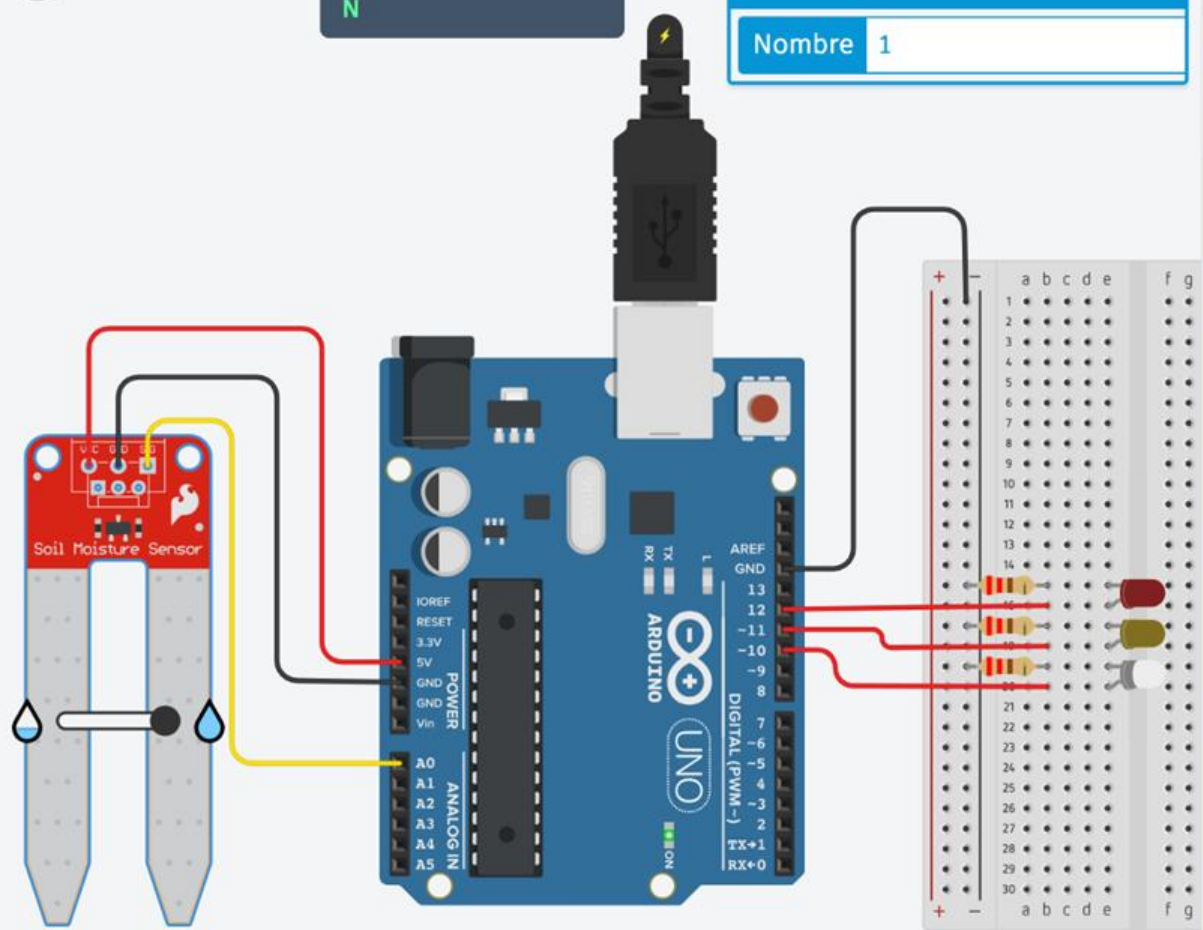 N
Nombre 1
Soil Moisture Sensor
IOREF
RESET
3.3V
5V
GND
GND
Vin
POWER
A0
A1
A2
A3
A4
A5
ANALOG IN
RX
TX
L
ARDUINO
UNO
ON
AREF
GND
13
12
~11
~10
~9
8
7
~6
~5
4
~3
2
TX→1
RX←0
DIGITAL (PWM~)
+ − a b c d e f g
1
2
3
4
5
6
7
8
9
10
11
12
13
14
21
22
23
24
25
26
27
28
29
30
+ − a b c d e f g